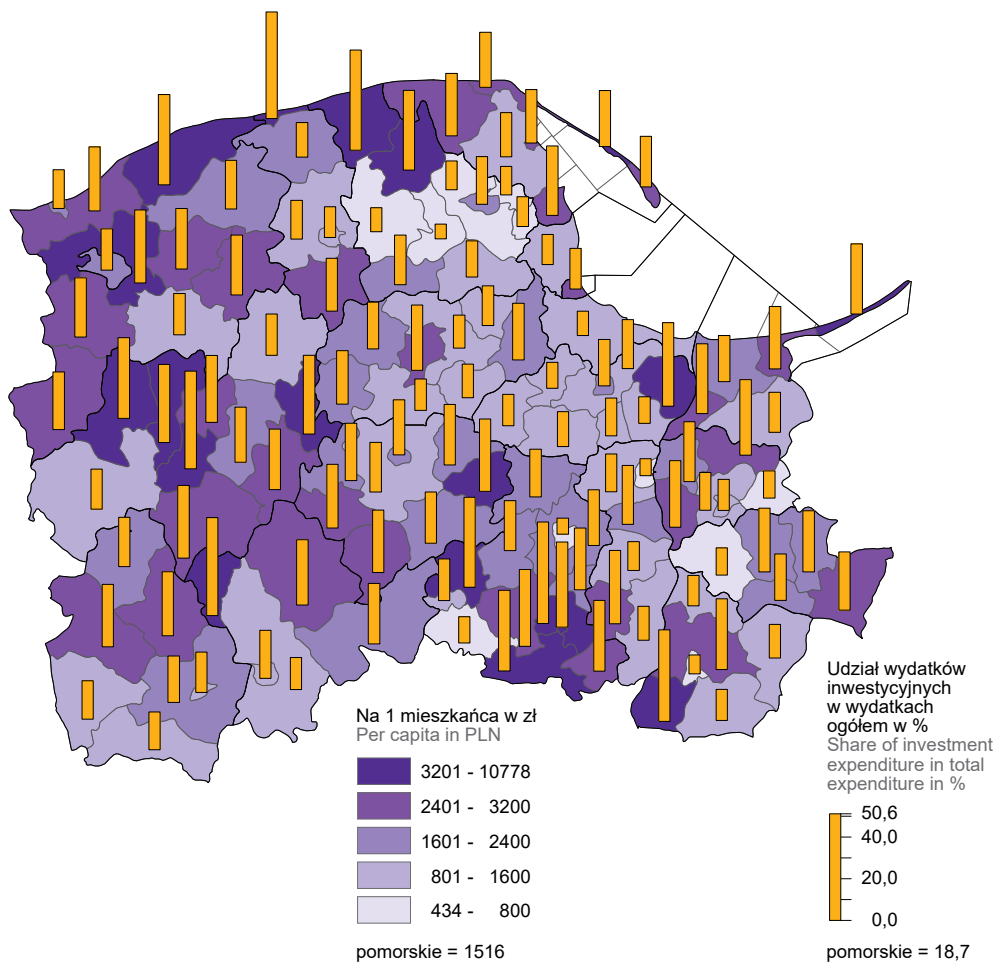 Na 1 mieszkańca w zł
Per capita in PLN
3201 - 10778
2401 - 3200
1601 - 2400
801 - 1600
434 - 800
pomorskie = 1516
Udział wydatków
inwestycyjnych
w wydatkach
ogółem w %
Share of investment
expenditure in total
expenditure in %
50,6
40,0
20,0
0,0
pomorskie = 18,7